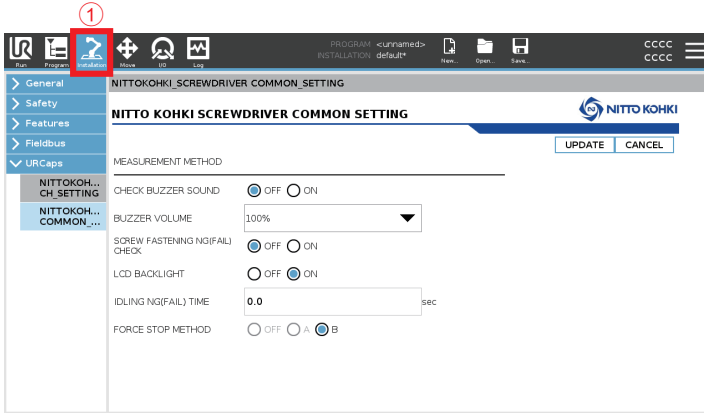 ①
PROGRAM <unnamed>
INSTALLATION default*
cccc
cccc
Run Program Installation Move I/O Log New... Open... Save...
General
Safety
Features
Fieldbus
URCaps
NITTOKOH...
CH_SETTING
NITTOKOH...
COMMON_...
NITTOKOHKI_SCREWDRIVER COMMON_SETTING
NITTO KOHKI SCREWDRIVER COMMON SETTING
NITTO KOHKI
UPDATE CANCEL
MEASUREMENT METHOD
CHECK BUZZER SOUND OFF ON
BUZZER VOLUME 100%
SCREW FASTENING NG(FAIL)
CHECK OFF ON
LCD BACKLIGHT OFF ON
IDLING NG(FAIL) TIME 0.0 sec
FORCE STOP METHOD OFF A B